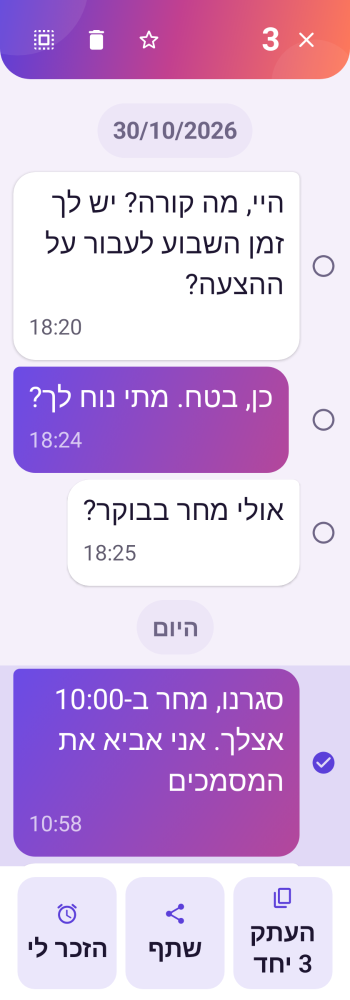 3
30/10/2026
היי, מה קורה? יש לך
זמן השבוע לעבור על
ההצעה?
18:20
כן, בטח. מתי נוח לך?
18:24
אולי מחר בבוקר?
18:25
היום
סגרנו, מחר ב-10:00
אצלך. אני אביא את
המסמכים
10:58
העתק
3 יחד
שתף
הזכר לי